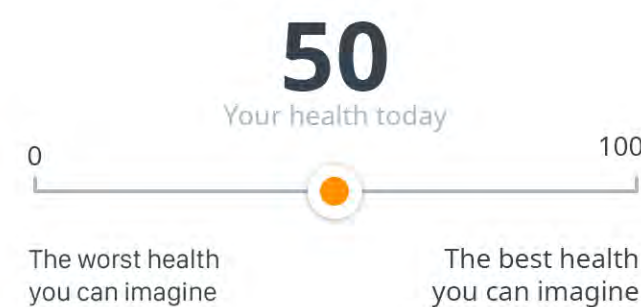 50
Your health today
0
100
The worst health
you can imagine
The best health
you can imagine